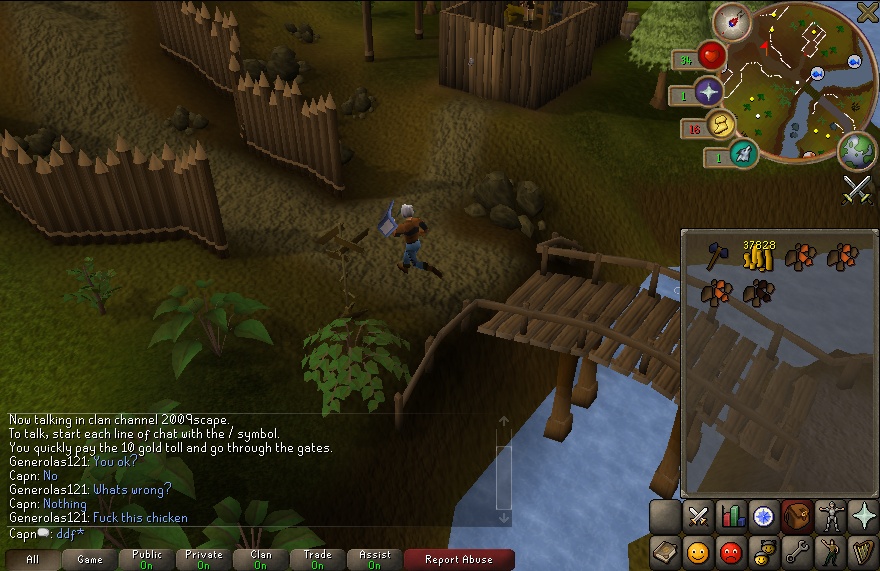 34
1
16
1
37828
Now talking in clan channel 2009scape.
To talk, start each line of chat with the / symbol.
You quickly pay the 10 gold toll and go through the gates.
Generolas121: You ok?
Capn: No
Generolas121: Whats wrong?
Capn: Nothing
Generolas121: Fuck this chicken
Capn: ddf*
All
Game
Public
On
Private
On
Clan
On
Trade
On
Assist
On
Report Abuse